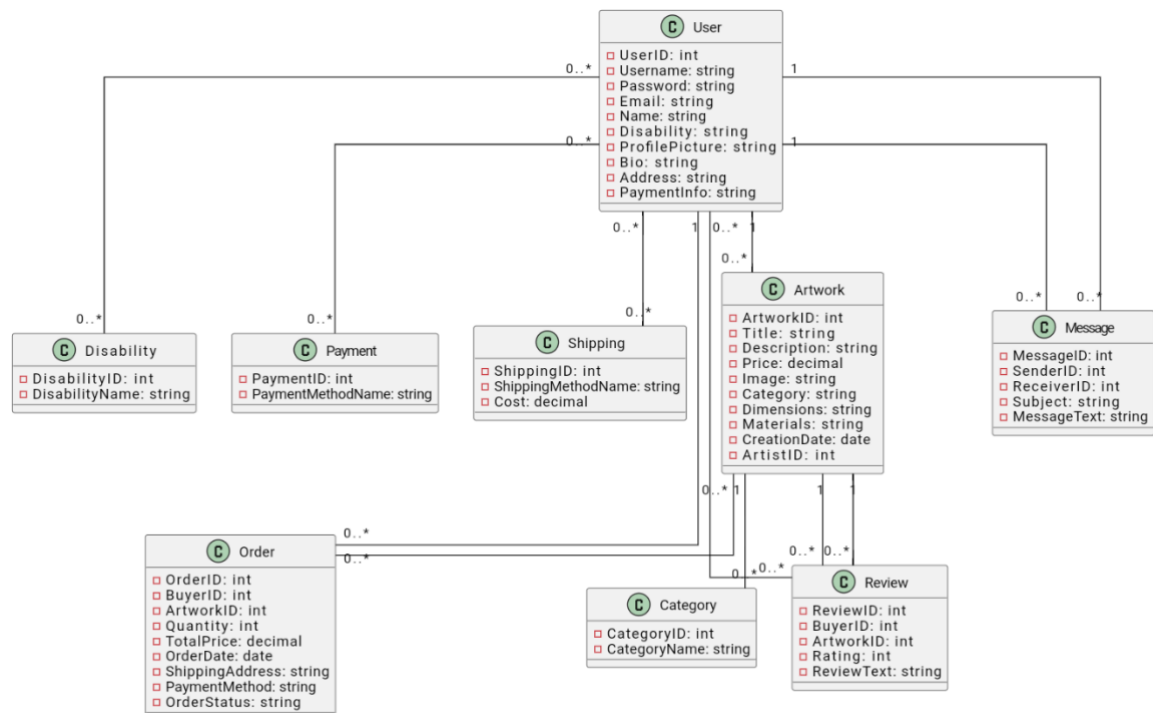 C User
UserID: int
Username: string
Password: string
Email: string
Name: string
Disability: string
ProfilePicture: string
Bio: string
Address: string
PaymentInfo: string
0..*
1
0..*
1
0..*
1
0..*
1
0..*
C Artwork
ArtworkID: int
Title: string
Description: string
Price: decimal
Image: string
Category: string
Dimensions: string
Materials: string
CreationDate: date
ArtistID: int
0..*
0..*
0..*
0..*
0..*
C Disability
DisabilityID: int
DisabilityName: string
C Payment
PaymentID: int
PaymentMethodName: string
C Shipping
ShippingID: int
ShippingMethodName: string
Cost: decimal
C Message
MessageID: int
SenderID: int
ReceiverID: int
Subject: string
MessageText: string
0..*
1
1
1
0..*
0..*
0..*
0..*
0..*
0..*
C Order
OrderID: int
BuyerID: int
ArtworkID: int
Quantity: int
TotalPrice: decimal
OrderDate: date
ShippingAddress: string
PaymentMethod: string
OrderStatus: string
C Category
CategoryID: int
CategoryName: string
C Review
ReviewID: int
BuyerID: int
ArtworkID: int
Rating: int
ReviewText: string